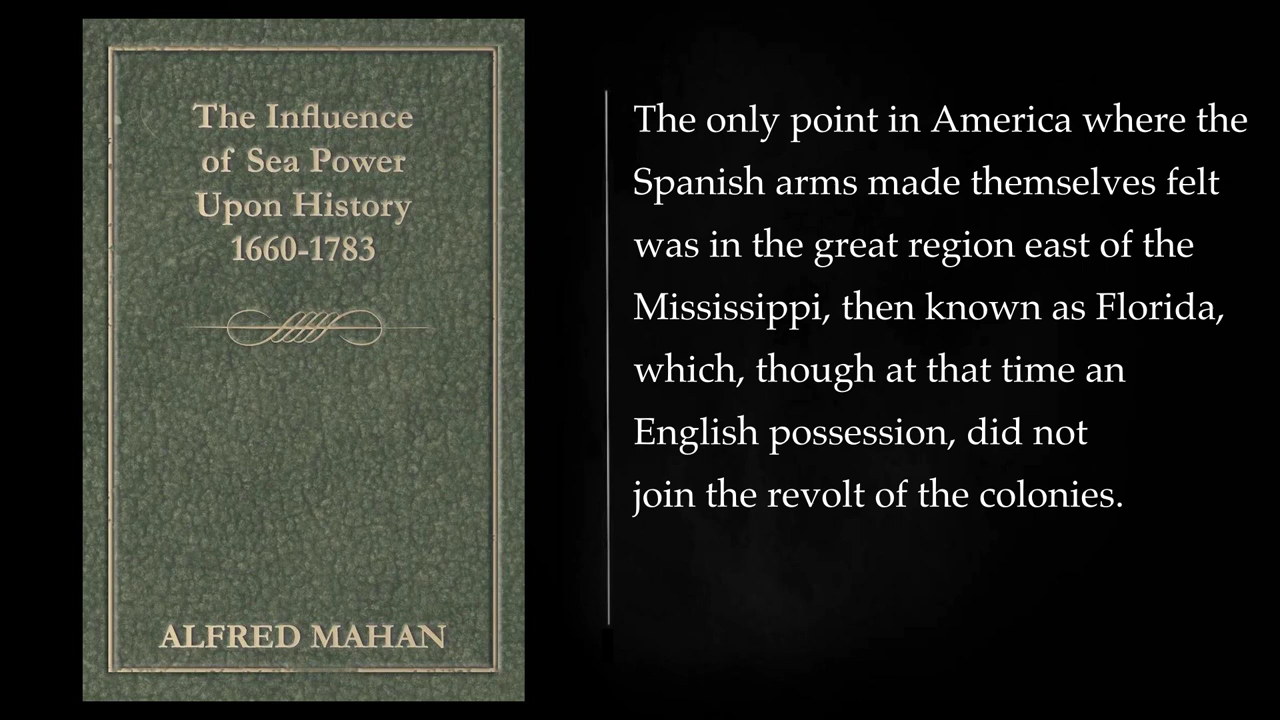 The Influence
of Sea Power
Upon History
1660-1783
ALFRED MAHAN
The only point in America where the
Spanish arms made themselves felt
was in the great region east of the
Mississippi, then known as Florida,
which, though at that time an
English possession, did not
join the revolt of the colonies.